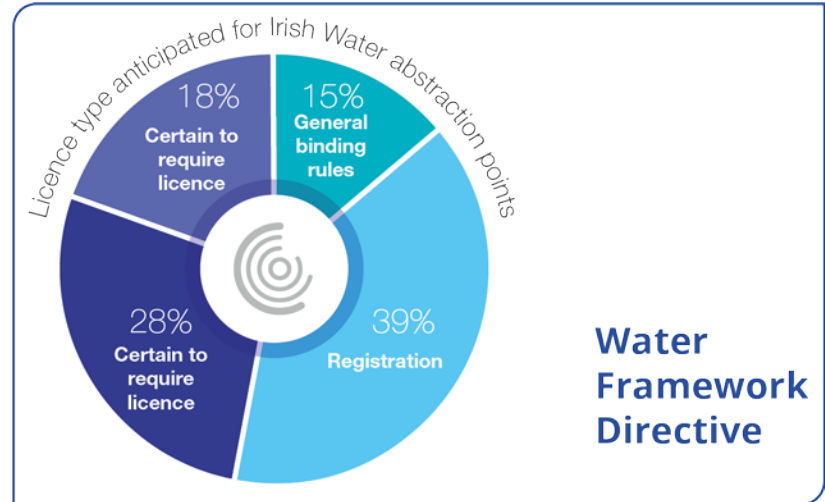 Licence type anticipated for Irish Water abstraction points
18%
Certain to
require
licence
15%
General
binding
rules
28%
Certain to
require
licence
39%
Registration
Water
Framework
Directive